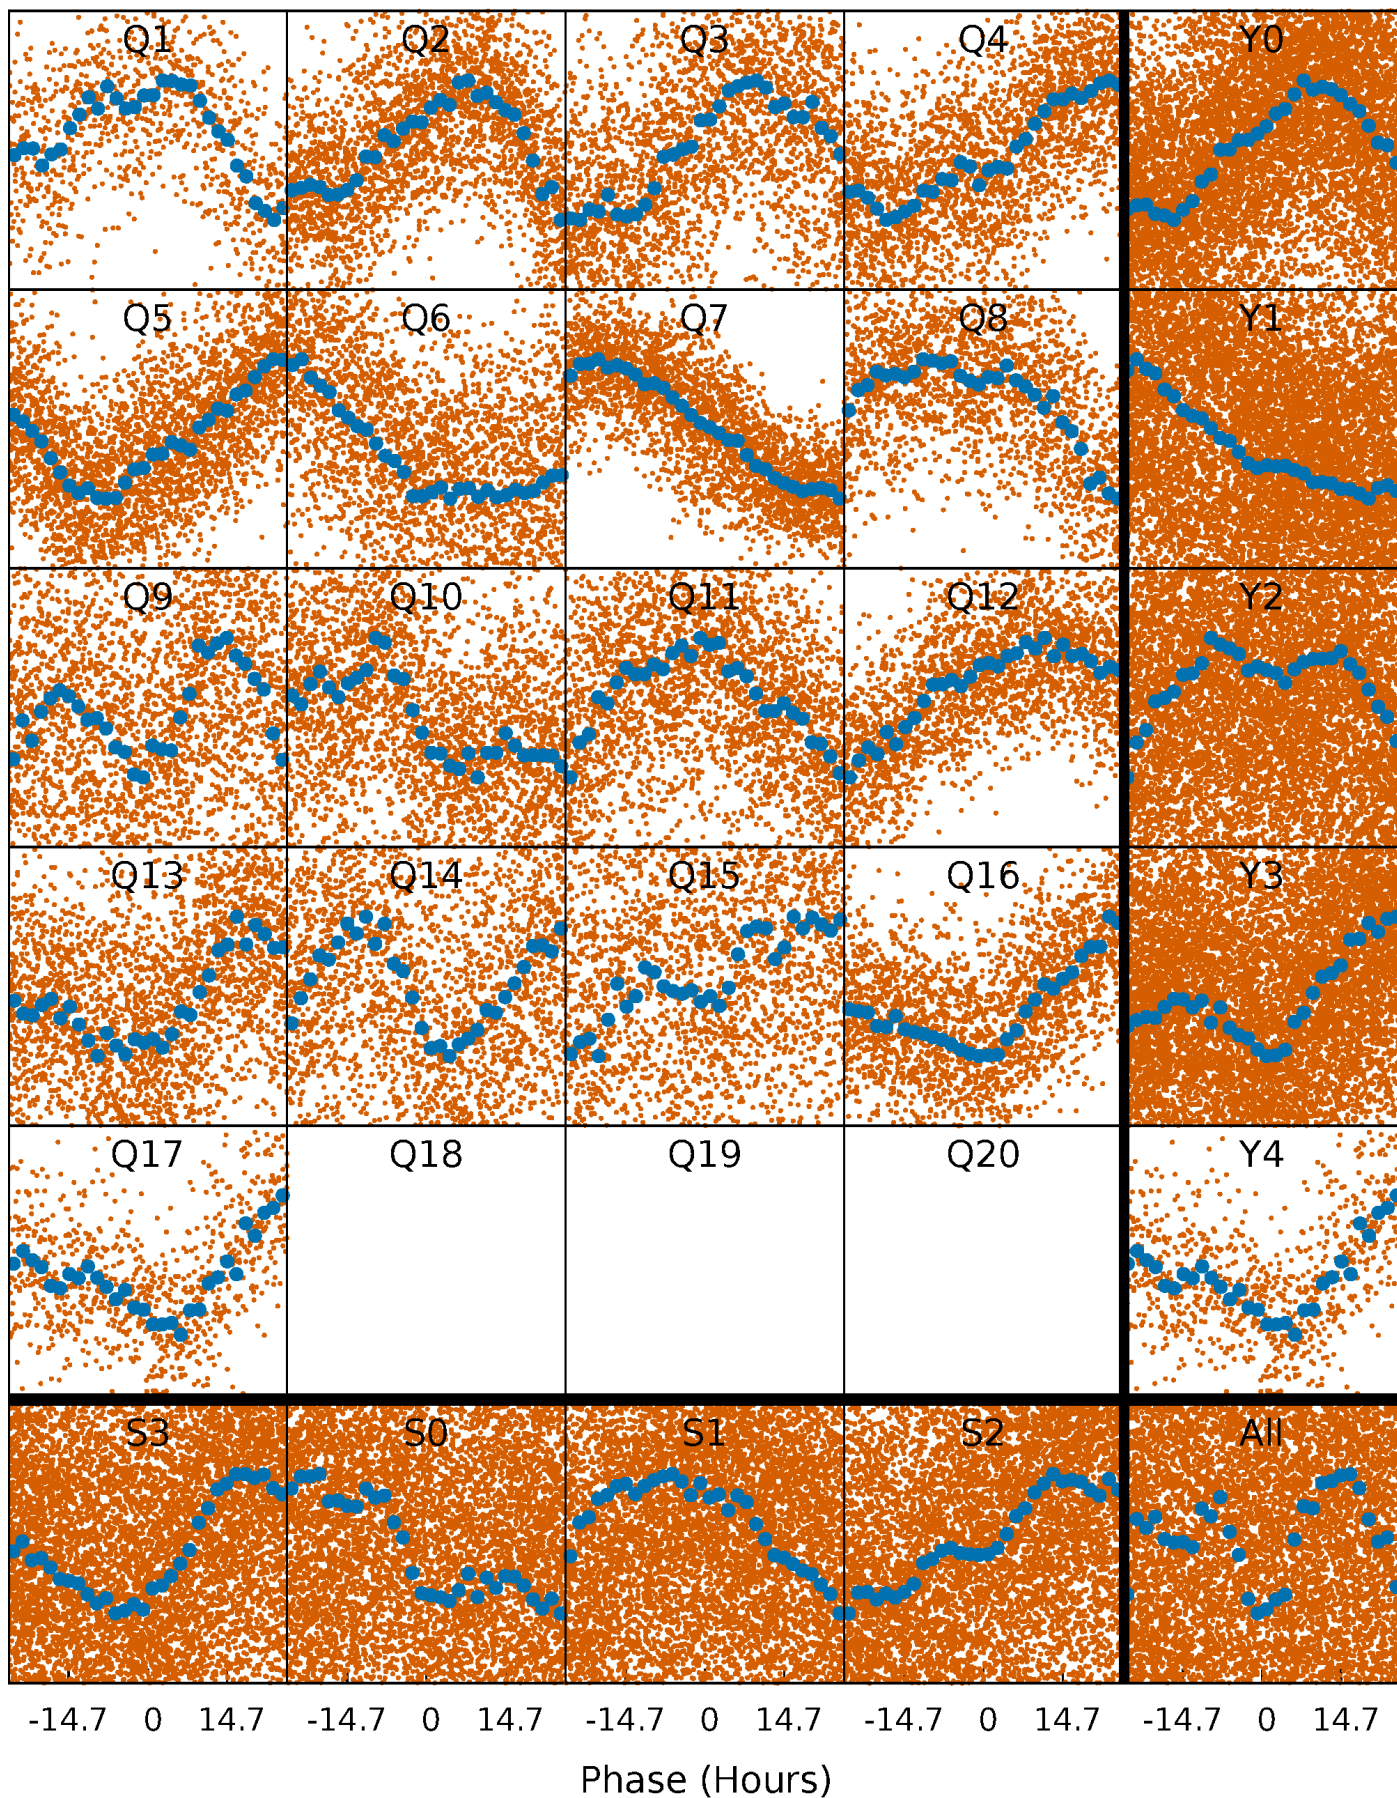 Q1 Q2 Q3 Q4 Y0
Q5 Q6 Q7 Q8 Y1
Q9 Q10 Q11 Q12 Y2
Q13 Q14 Q15 Q16 Y3
Q17 Q18 Q19 Q20 Y4
S3 S0 S1 S2 All
-14.7 0 14.7 -14.7 0 14.7 -14.7 0 14.7 -14.7 0 14.7 -14.7 0 14.7
Phase (Hours)